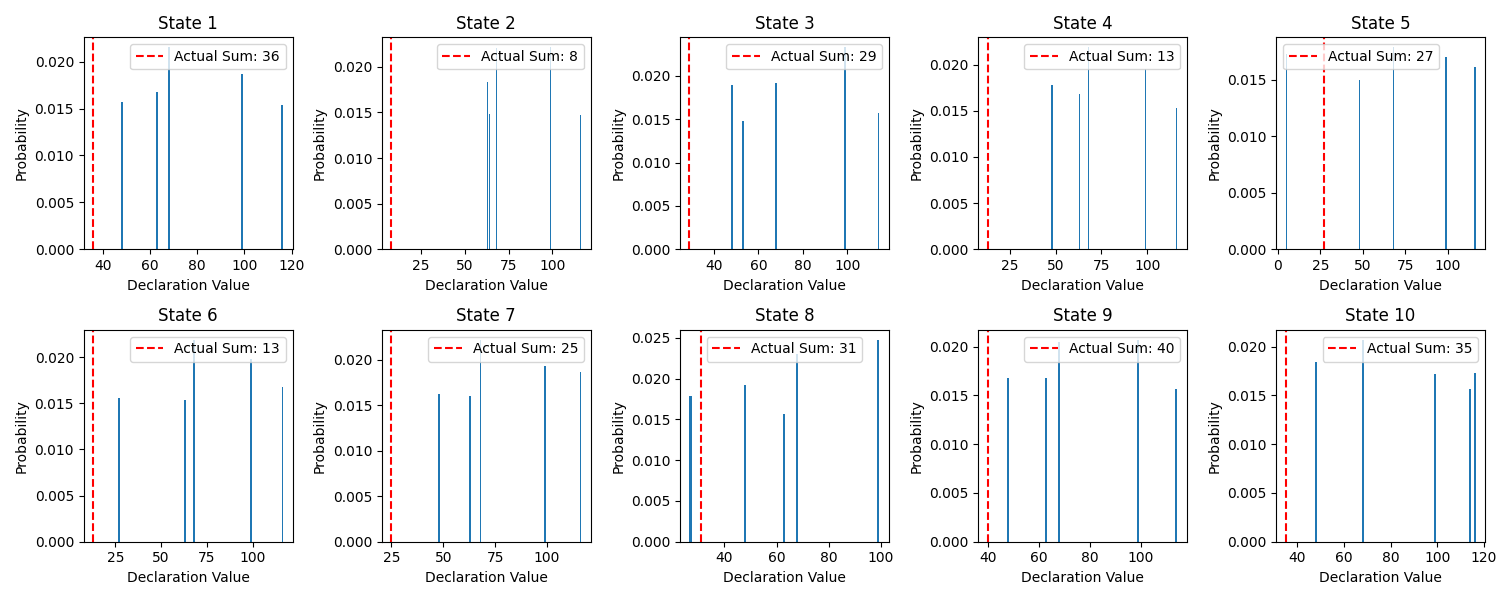 State 1
Actual Sum: 36
Probability
0.020
0.015
0.010
0.005
0.000
40 60 80 100 120
Declaration Value
State 2
Actual Sum: 8
Probability
0.020
0.015
0.010
0.005
0.000
25 50 75 100
Declaration Value
State 3
Actual Sum: 29
Probability
0.020
0.015
0.010
0.005
0.000
40 60 80 100
Declaration Value
State 4
Actual Sum: 13
Probability
0.020
0.015
0.010
0.005
0.000
25 50 75 100
Declaration Value
State 5
Actual Sum: 27
Probability
0.015
0.010
0.005
0.000
0 25 50 75 100
Declaration Value
State 6
Actual Sum: 13
Probability
0.020
0.015
0.010
0.005
0.000
25 50 75 100
Declaration Value
State 7
Actual Sum: 25
Probability
0.020
0.015
0.010
0.005
0.000
25 50 75 100
Declaration Value
State 8
Actual Sum: 31
Probability
0.025
0.020
0.015
0.010
0.005
0.000
40 60 80 100
Declaration Value
State 9
Actual Sum: 40
Probability
0.020
0.015
0.010
0.005
0.000
40 60 80 100
Declaration Value
State 10
Actual Sum: 35
Probability
0.020
0.015
0.010
0.005
0.000
40 60 80 100 120
Declaration Value